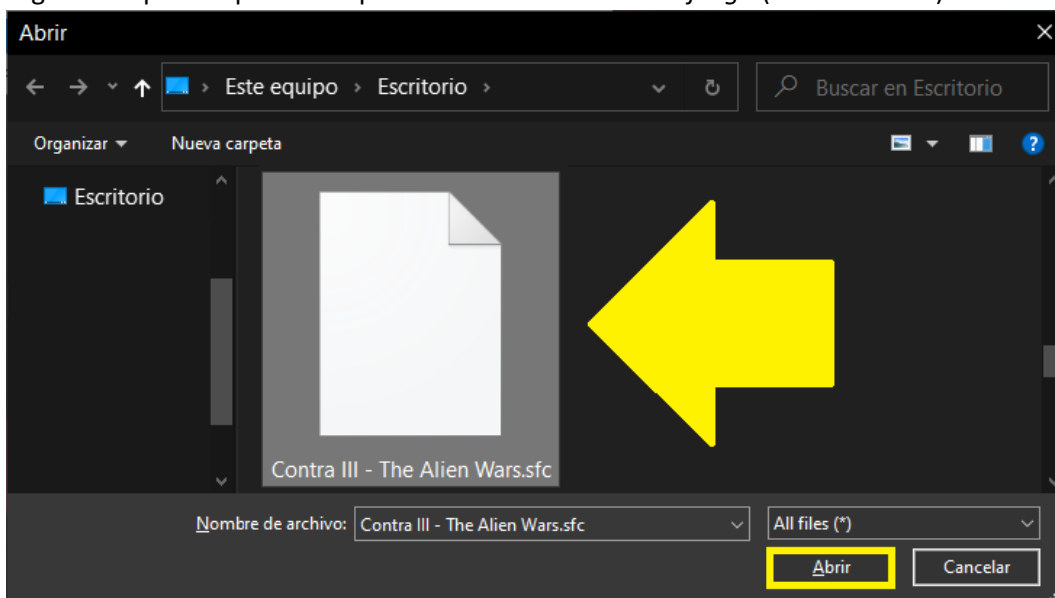 Abrir
Este equipo › Escritorio ›
Buscar en Escritorio
Organizar
Nueva carpeta
Escritorio
Contra III - The Alien Wars.sfc
Nombre de archivo: Contra III - The Alien Wars.sfc
All files (*)
Abrir
Cancelar